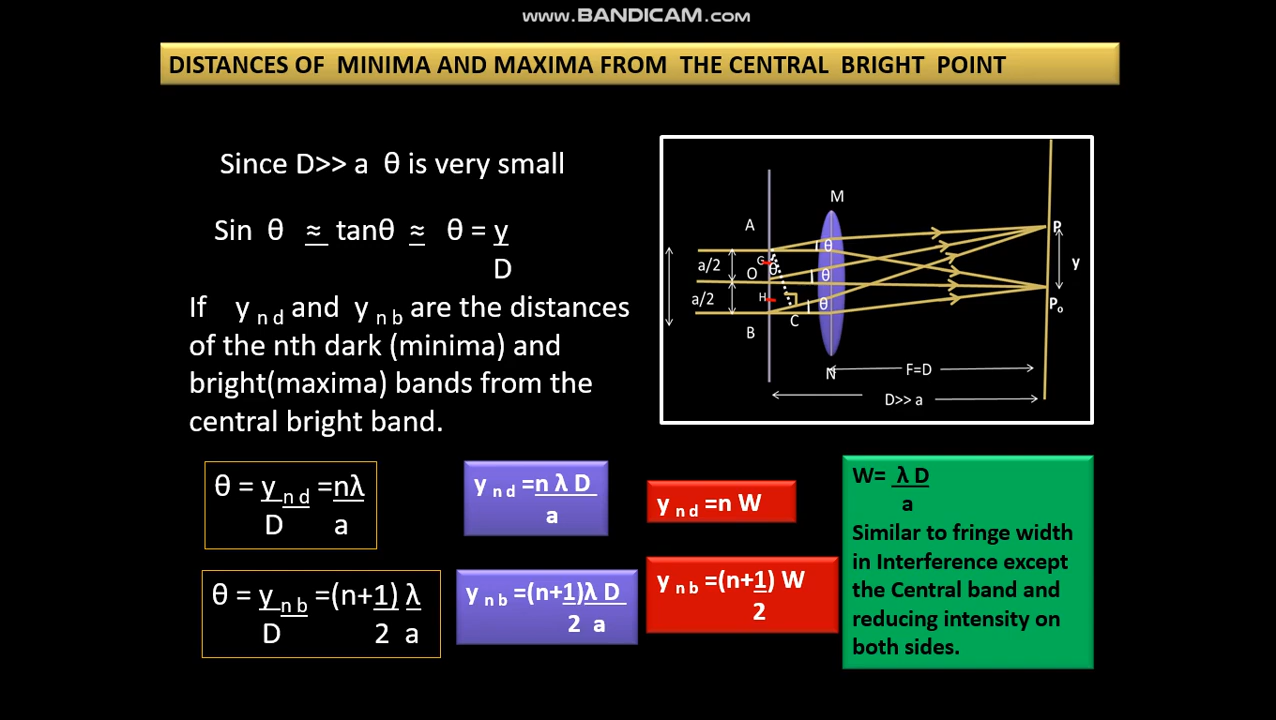 www.BANDICAM.com
DISTANCES OF MINIMA AND MAXIMA FROM THE CENTRAL BRIGHT POINT
Since D>> a θ is very small
Sin θ ≈ tanθ ≈ θ = y
D
If y n d and y n b are the distances
of the nth dark (minima) and
bright(maxima) bands from the
central bright band.
M
A
θ
P
a/2
G
O
θ
θ
y
a/2
H
θ
P₀
C
B
N
F=D
D>> a
θ = y n d =nλ
D a
y n d =n λ D
a
y n d =n W
θ = y n b =(n+1) λ
D 2 a
y n b =(n+1)λ D
2 a
y n b =(n+1) W
2
W= λ D
a
Similar to fringe width
in Interference except
the Central band and
reducing intensity on
both sides.